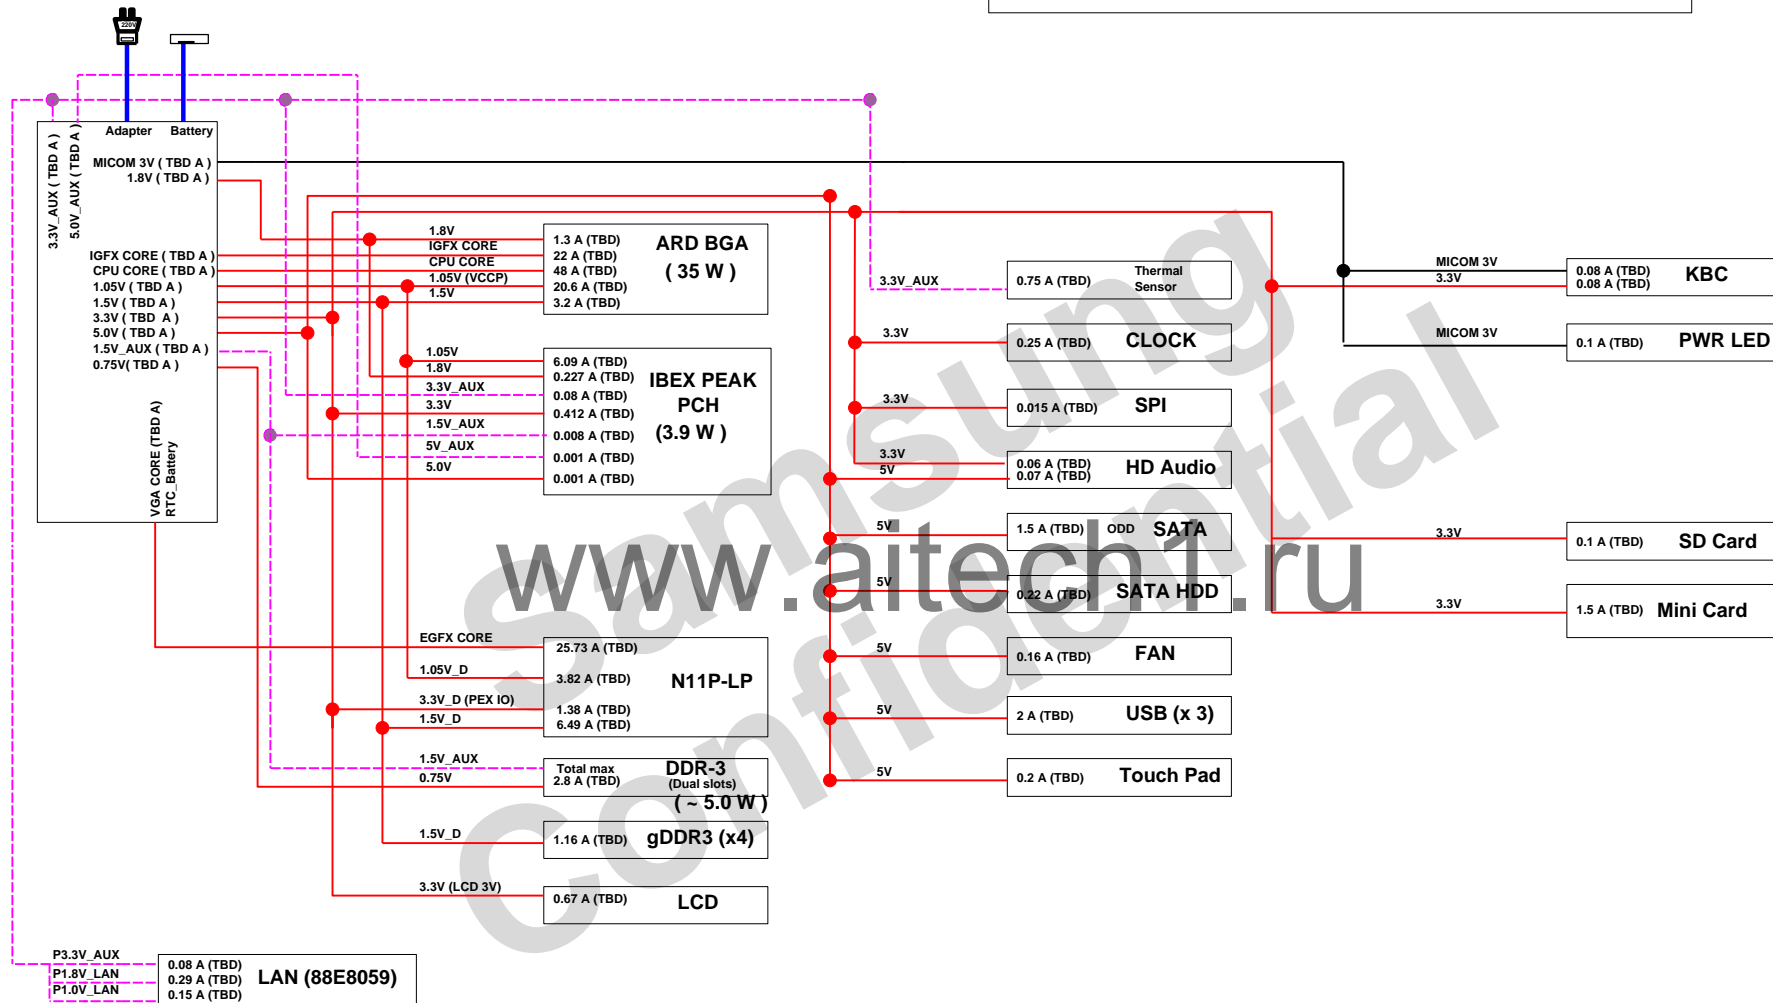 220V
Adapter
Battery
3.3V_AUX ( TBD A )
5.0V_AUX ( TBD A )
MICOM 3V ( TBD A )
1.8V ( TBD A )
IGFX CORE ( TBD A )
CPU CORE ( TBD A )
1.05V ( TBD A )
1.5V ( TBD A )
3.3V ( TBD A )
5.0V ( TBD A )
1.5V_AUX ( TBD A )
0.75V( TBD A )
VGA CORE (TBD A)
RTC_Battery
1.8V
IGFX CORE
CPU CORE
1.05V (VCCP)
1.5V
1.3 A (TBD)
22 A (TBD)
48 A (TBD)
20.6 A (TBD)
3.2 A (TBD)
ARD BGA
( 35 W )
1.05V
1.8V
3.3V_AUX
3.3V
1.5V_AUX
5V_AUX
5.0V
6.09 A (TBD)
0.227 A (TBD)
0.08 A (TBD)
0.412 A (TBD)
0.008 A (TBD)
0.001 A (TBD)
0.001 A (TBD)
IBEX PEAK
PCH
(3.9 W )
EGFX CORE
1.05V_D
3.3V_D (PEX IO)
1.5V_D
25.73 A (TBD)
3.82 A (TBD)
1.38 A (TBD)
6.49 A (TBD)
N11P-LP
1.5V_AUX
0.75V
Total max
2.8 A (TBD)
DDR-3
(Dual slots)
( ~ 5.0 W )
1.5V_D
1.16 A (TBD)
gDDR3 (x4)
3.3V (LCD 3V)
0.67 A (TBD)
LCD
P3.3V_AUX
P1.8V_LAN
P1.0V_LAN
0.08 A (TBD)
0.29 A (TBD)
0.15 A (TBD)
LAN (88E8059)
3.3V_AUX
0.75 A (TBD)
Thermal
Sensor
3.3V
0.25 A (TBD)
CLOCK
3.3V
0.015 A (TBD)
SPI
3.3V
5V
0.06 A (TBD)
0.07 A (TBD)
HD Audio
5V
1.5 A (TBD)
ODD
SATA
5V
0.22 A (TBD)
SATA HDD
5V
0.16 A (TBD)
FAN
5V
2 A (TBD)
USB (x 3)
5V
0.2 A (TBD)
Touch Pad
MICOM 3V
3.3V
0.08 A (TBD)
0.08 A (TBD)
KBC
MICOM 3V
0.1 A (TBD)
PWR LED
3.3V
0.1 A (TBD)
SD Card
3.3V
1.5 A (TBD)
Mini Card
Samsung
Confidential
www.aitech1.ru